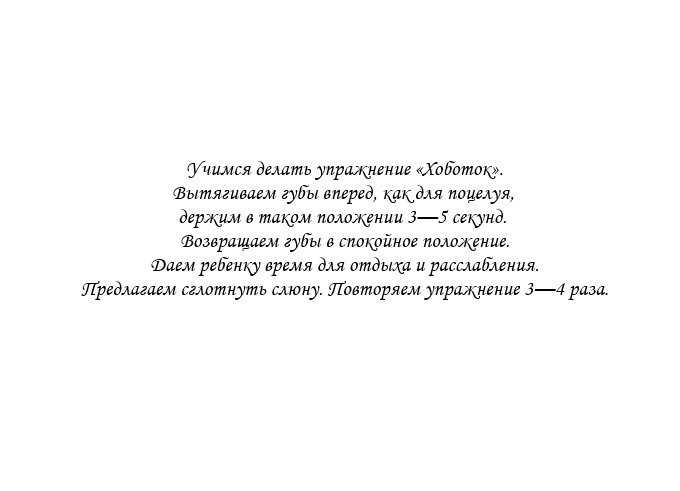 Учимся делать упражнение «Хоботок».
Вытягиваем губы вперед, как для поцелуя,
держим в таком положении 3—5 секунд.
Возвращаем губы в спокойное положение.
Даем ребенку время для отдыха и расслабления.
Предлагаем сглотнуть слюну. Повторяем упражнение 3—4 раза.